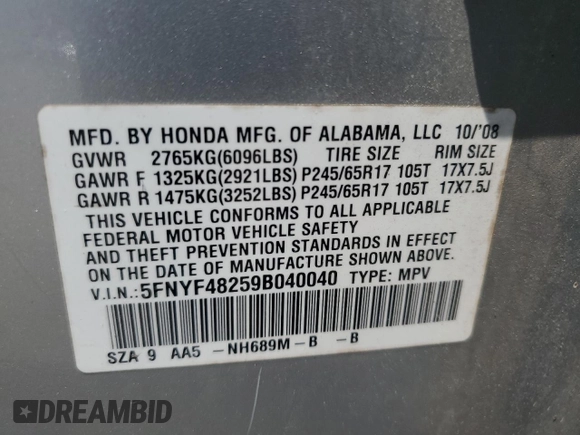 MFD. BY HONDA MFG. OF ALABAMA, LLC 10/'08
GVWR 2765KG(6096LBS) TIRE SIZE RIM SIZE
GAWR F 1325KG(2921LBS) P245/65R17 105T 17X7.5J
GAWR R 1475KG(3252LBS) P245/65R17 105T 17X7.5J
THIS VEHICLE CONFORMS TO ALL APPLICABLE
FEDERAL MOTOR VEHICLE SAFETY
AND THEFT PREVENTION STANDARDS IN EFFECT
ON THE DATE OF MANUFACTURE SHOWN ABOVE.
V.I.N.: 5FNYF48259B040040 TYPE: MPV
SZA 9 AA5 -NH689M-B -B
DREAMBID